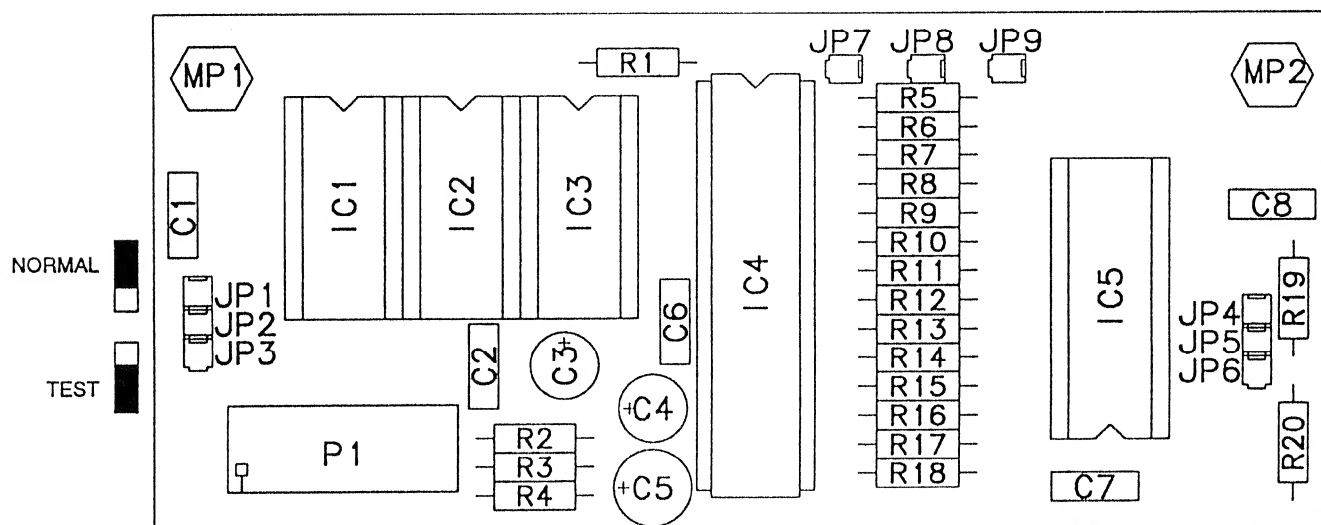 JP7 JP8 JP9
MP1 R1 MP2
R5
R6
R7
R8
R9
R10
R11
R12
R13
R14
R15
R16
R17
R18
IC1 IC2 IC3
IC4
IC5
C1
C8
NORMAL
TEST
JP1
JP2
JP3
C2
C3+
C6
+C4
+C5
P1
R2
R3
R4
JP4
JP5
JP6
R19
R20
C7